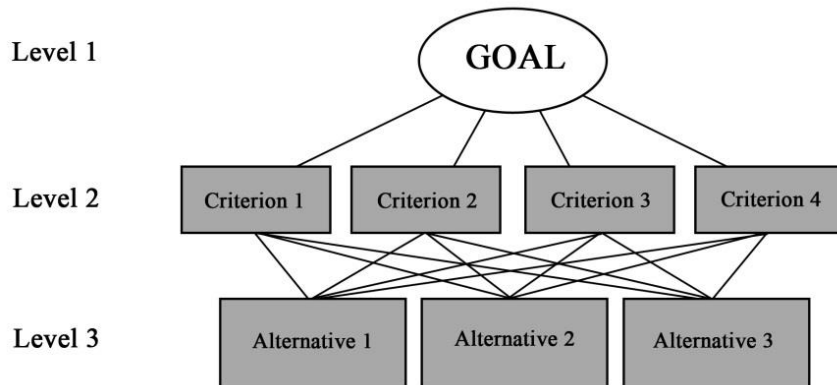 Level 1
GOAL
Level 2
Criterion 1
Criterion 2
Criterion 3
Criterion 4
Level 3
Alternative 1
Alternative 2
Alternative 3